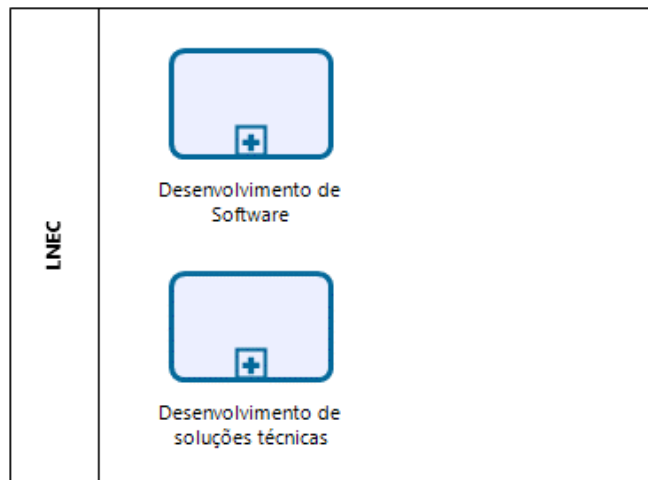 LNEC
Desenvolvimento de
Software
Desenvolvimento de
soluções técnicas